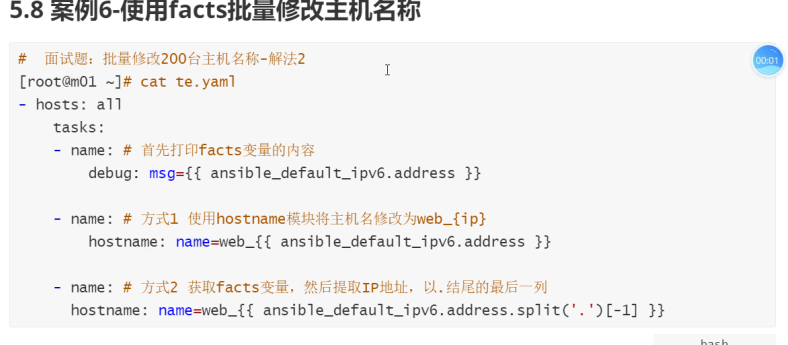 5.8 案例6-使用facts批量修改主机名称
00:01
# 面试题：批量修改200台主机名称-解法2
[root@m01 ~]# cat te.yaml
- hosts: all
tasks:
- name: # 首先打印facts变量的内容
debug: msg={{ ansible_default_ipv6.address }}
- name: # 方式1 使用hostname模块将主机名修改为web_{ip}
hostname: name=web_{{ ansible_default_ipv6.address }}
- name: # 方式2 获取facts变量，然后提取IP地址，以.结尾的最后一列
hostname: name=web_{{ ansible_default_ipv6.address.split('.')[-1] }}
bash